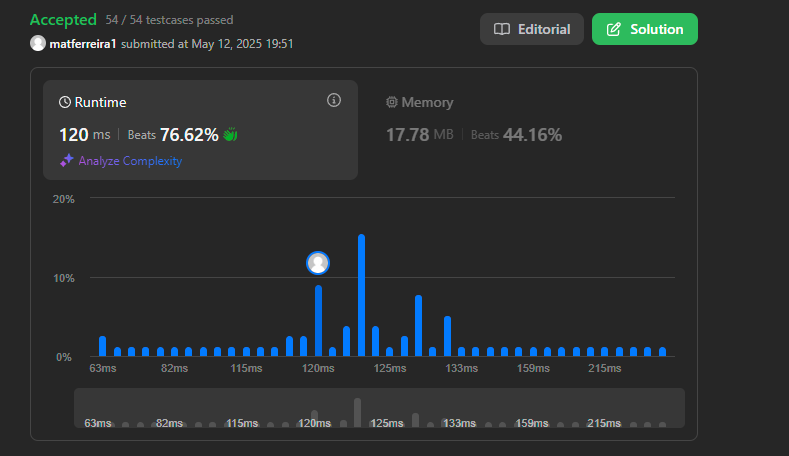 Accepted 54 / 54 testcases passed
Editorial
Solution
matferreira1 submitted at May 12, 2025 19:51
Runtime
Memory
120 ms | Beats 76.62%
17.78 MB | Beats 44.16%
Analyze Complexity
20%
10%
0%
63ms 82ms 115ms 120ms 125ms 133ms 159ms 215ms
63ms 82ms 115ms 120ms 125ms 133ms 159ms 215ms